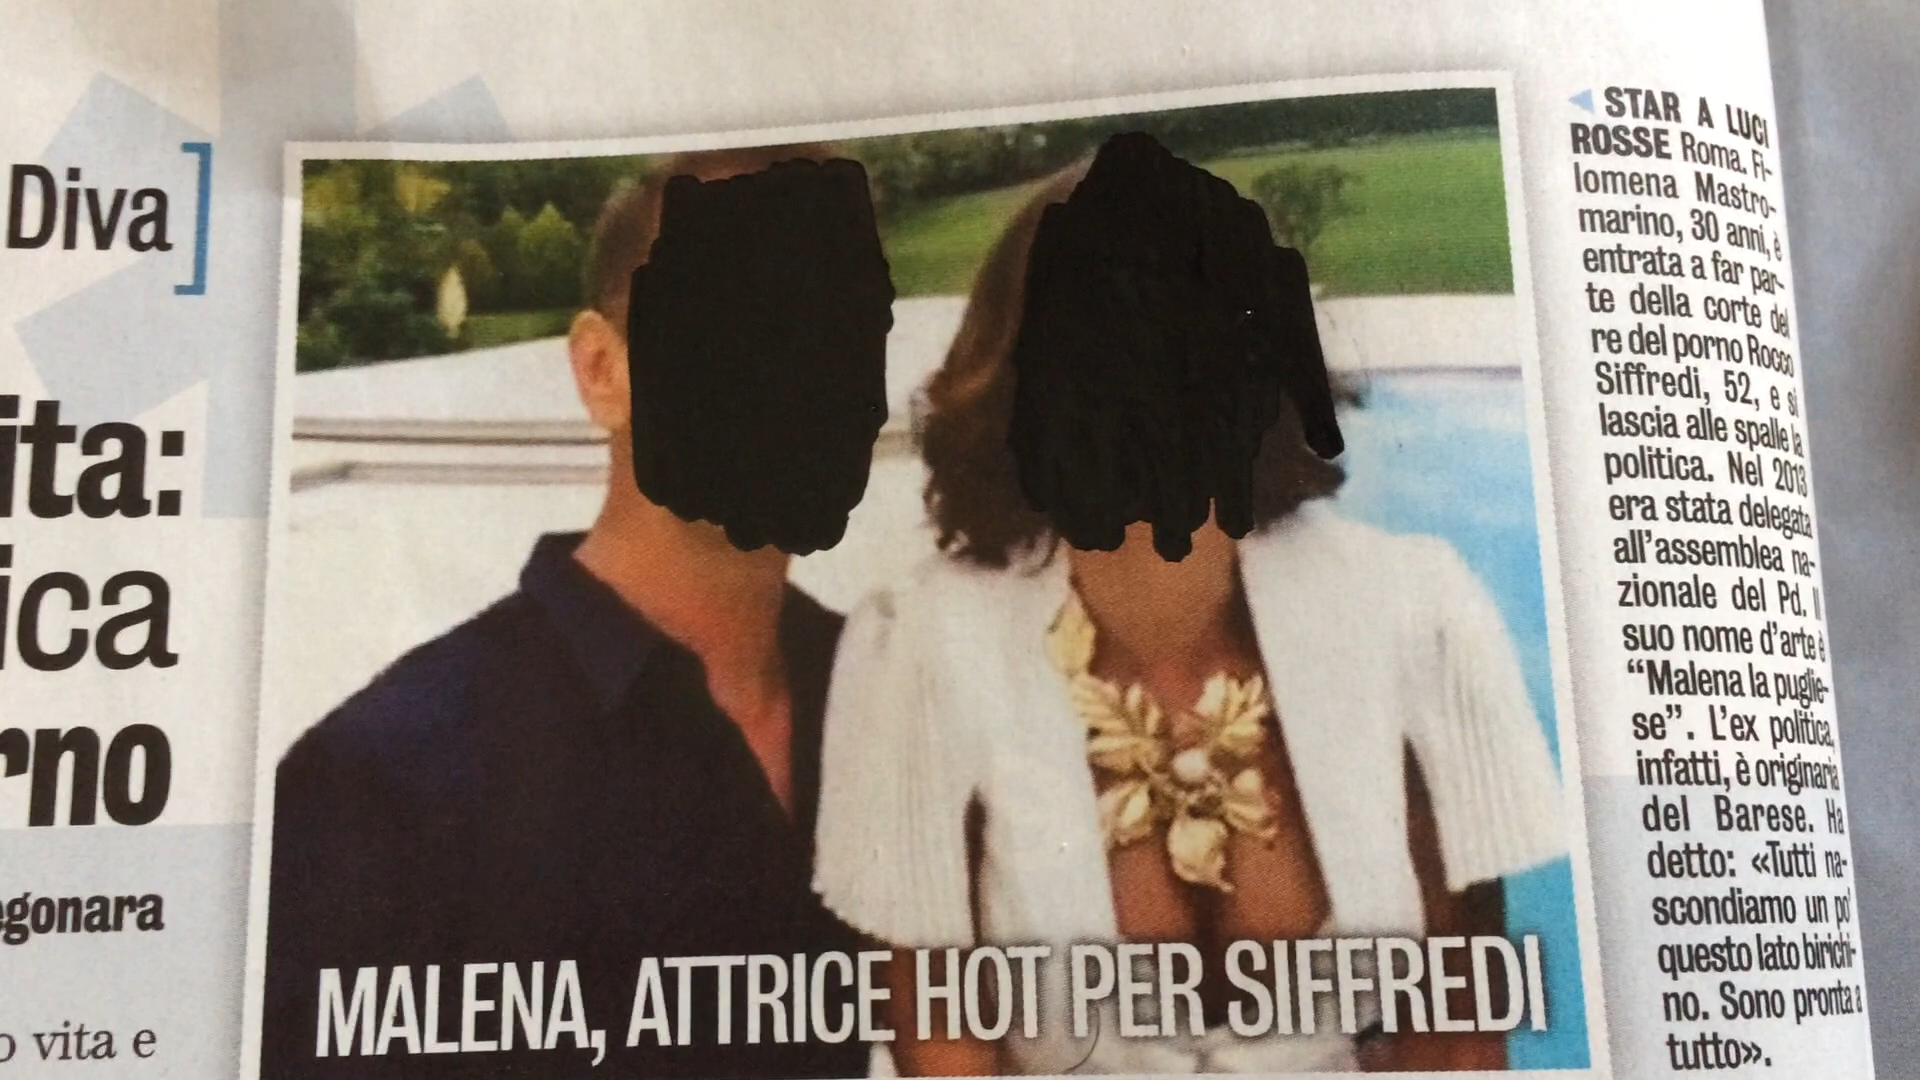 Diva]
ita:
ica
rno
egonara
o vita e
MALENA, ATTRICE HOT PER SIFFREDI
STAR A LUCI
ROSSE Roma. Fi-
lomena Mastro-
marino, 30 anni, è
entrata a far par-
te della corte del
re del porno Rocco
Siffredi, 52, e si
lascia alle spalle la
politica. Nel 2013
era stata delegata
all'assemblea na-
zionale del Pd. Il
suo nome d'arte è
“Malena la puglie-
se”. L'ex politica,
infatti, è originaria
del Barese. Ha
detto: «Tutti na-
scondiamo un po'
questo lato birichi-
no. Sono pronta a
tutto».